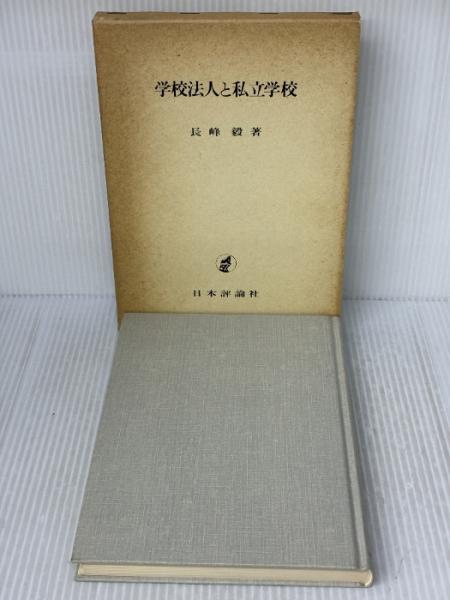 学校法人と私立学校
長峰 毅 著
日本評論社